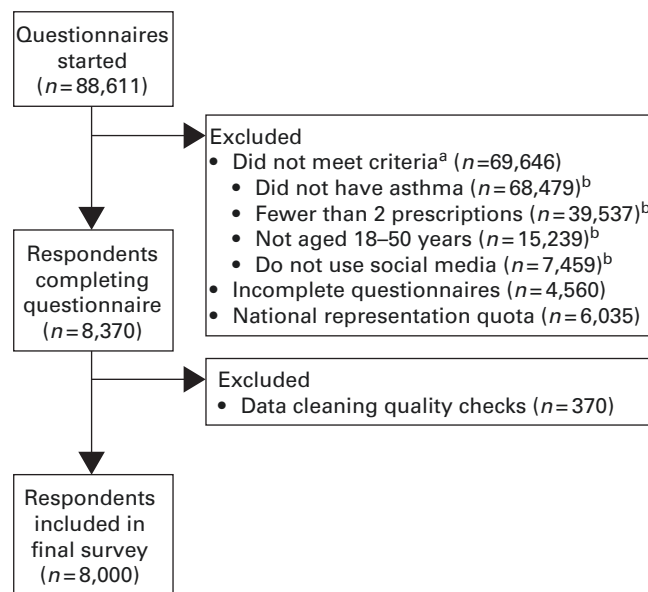 Questionnaires
started
(n=88,611)
Excluded
• Did not meet criteriaᵃ (n=69,646)
• Did not have asthma (n=68,479)ᵇ
• Fewer than 2 prescriptions (n=39,537)ᵇ
• Not aged 18–50 years (n=15,239)ᵇ
• Do not use social media (n=7,459)ᵇ
• Incomplete questionnaires (n=4,560)
• National representation quota (n=6,035)
Respondents
completing
questionnaire
(n=8,370)
Excluded
• Data cleaning quality checks (n=370)
Respondents
included in
final survey
(n=8,000)